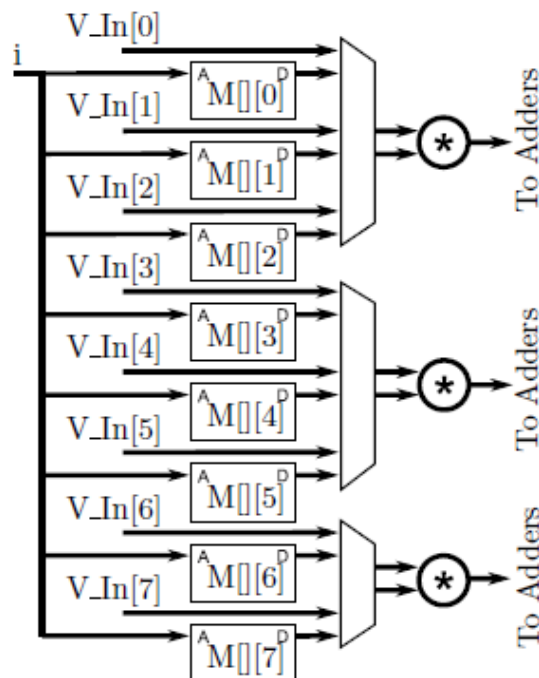 V_In[0]
i
A M[][0] D
V_In[1]
* To Adders
A M[][1] D
V_In[2]
A M[][2] D
V_In[3]
A M[][3] D
V_In[4]
* To Adders
A M[][4] D
V_In[5]
A M[][5] D
V_In[6]
A M[][6] D
* To Adders
V_In[7]
A M[][7] D